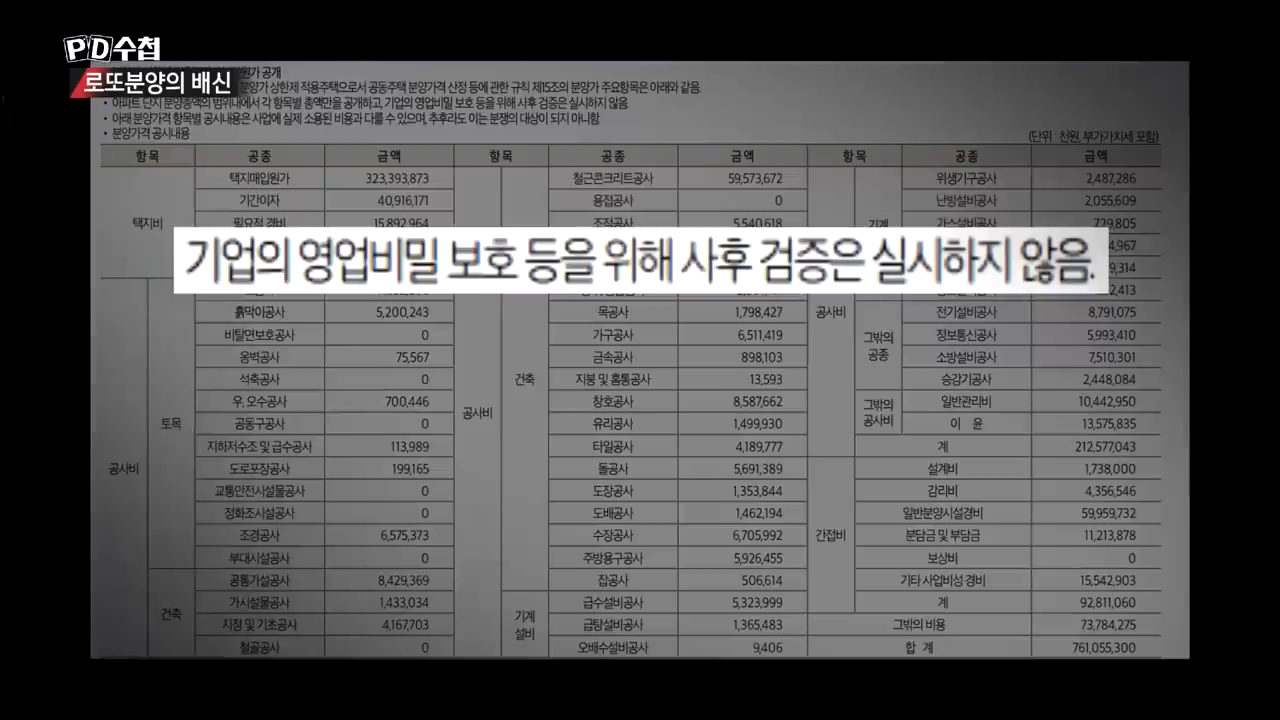 PD수첩
로또분양의 배신
원가 공개
분양가 상한제 적용주택으로서 공동주택 분양가격 산정 등에 관한 규칙 제15조의 분양가 주요항목은 아래와 같음.
• 아파트 단지 분양총액의 범위내에서 각 항목별 총액만을 공개하고, 기업의 영업비밀 보호 등을 위해 사후 검증은 실시하지 않음.
• 아래 분양가격 항목별 공시내용은 사업에 실제 소용된 비용과 다를 수 있으며, 추후라도 이는 분쟁의 대상이 되지 아니함
• 분양가격 공시내용
(단위 : 천원, 부가가치세 포함)
항목 공종 금액 항목 공종 금액 항목 공종 금액
택지매입원가 323,393,873 철근콘크리트공사 59,573,672 위생기구공사 2,487,286
기간이자 40,916,171 용접공사 0 난방설비공사 2,055,609
택지비 필요적 경비 15,892,964 조적공사 5,540,618 기계 가스설비공사 729,805
기업의 영업비밀 보호 등을 위해 사후 검증은 실시하지 않음.
흙막이공사 5,200,243 목공사 1,798,427 공사비 전기설비공사 8,791,075
비탈면보호공사 0 가구공사 6,511,419 그밖의 공종 정보통신공사 5,993,410
옹벽공사 75,567 금속공사 898,103 소방설비공사 7,510,301
석축공사 0 건축 지붕 및 홈통공사 13,593 승강기공사 2,448,084
우, 오수공사 700,446 공사비 창호공사 8,587,662 그밖의 공사비 일반관리비 10,442,950
토목 공동구공사 0 유리공사 1,499,930 이 윤 13,575,835
지하저수조 및 급수공사 113,989 타일공사 4,189,777 계 212,577,043
공사비 도로포장공사 199,165 돌공사 5,691,389 설계비 1,738,000
교통안전시설물공사 0 도장공사 1,353,844 감리비 4,356,546
정화조시설공사 0 도배공사 1,462,194 일반분양시설경비 59,959,732
조경공사 6,575,373 수장공사 6,705,992 간접비 분담금 및 부담금 11,213,878
부대시설공사 0 주방용구공사 5,926,455 보상비 0
공통가설공사 8,429,369 잡공사 506,614 기타 사업비성 경비 15,542,903
건축 가시설물공사 1,433,034 기계 설비 급수설비공사 5,323,999 계 92,811,060
지정 및 기초공사 4,167,703 급탕설비공사 1,365,483 그밖의 비용 73,784,275
철골공사 0 오배수설비공사 9,406 합 계 761,055,300